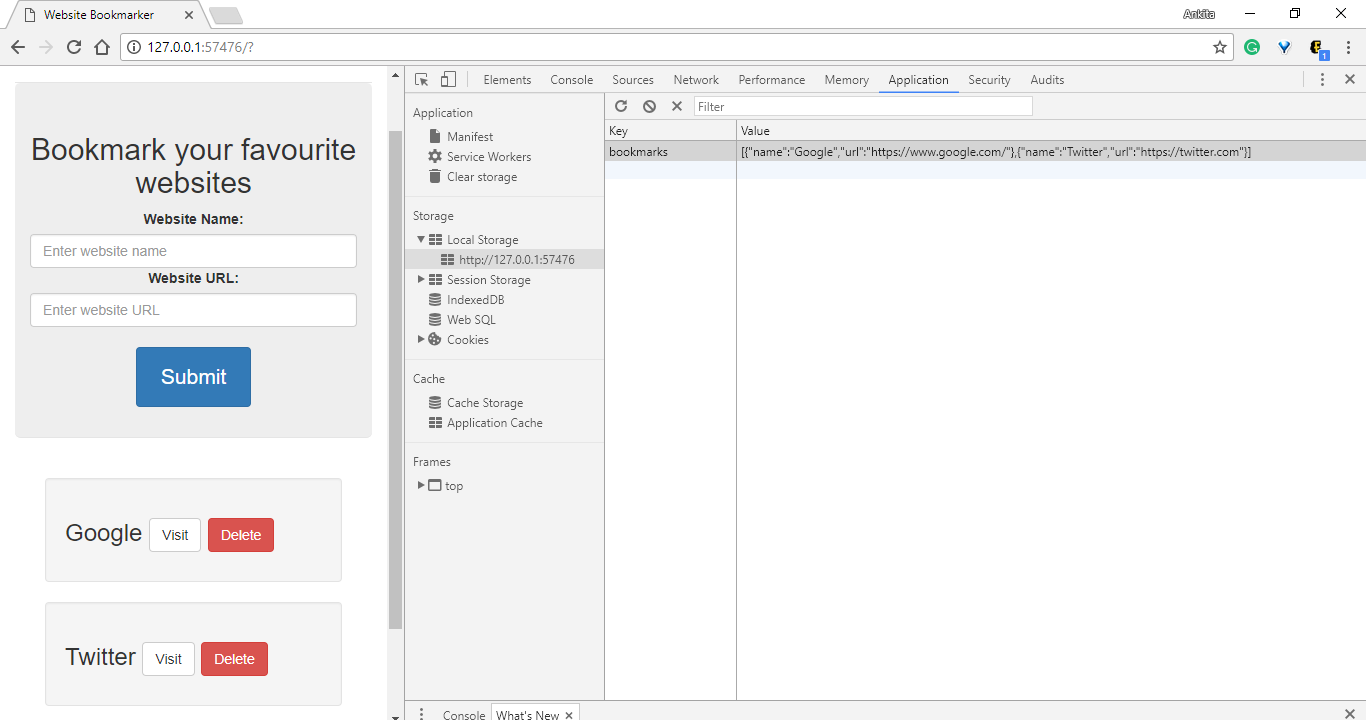 Website Bookmarker
Ankita
127.0.0.1:57476/?
1
Bookmark your favourite
websites
Website Name:
Enter website name
Website URL:
Enter website URL
Submit
Google Visit Delete
Twitter Visit Delete
Elements Console Sources Network Performance Memory Application Security Audits
Application
Manifest
Service Workers
Clear storage
Storage
Local Storage
http://127.0.0.1:57476
Session Storage
IndexedDB
Web SQL
Cookies
Cache
Cache Storage
Application Cache
Frames
top
Filter
Key Value
bookmarks [{"name":"Google","url":"https://www.google.com/"},{"name":"Twitter","url":"https://twitter.com"}]
Console What's New